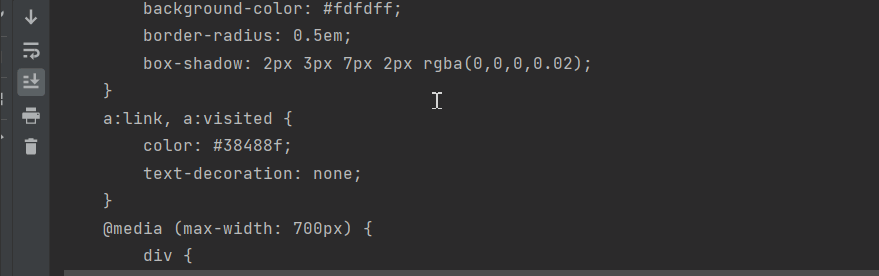 background-color: #fdfdff;
border-radius: 0.5em;
box-shadow: 2px 3px 7px 2px rgba(0,0,0,0.02);
}
a:link, a:visited {
color: #38488f;
text-decoration: none;
}
@media (max-width: 700px) {
div {